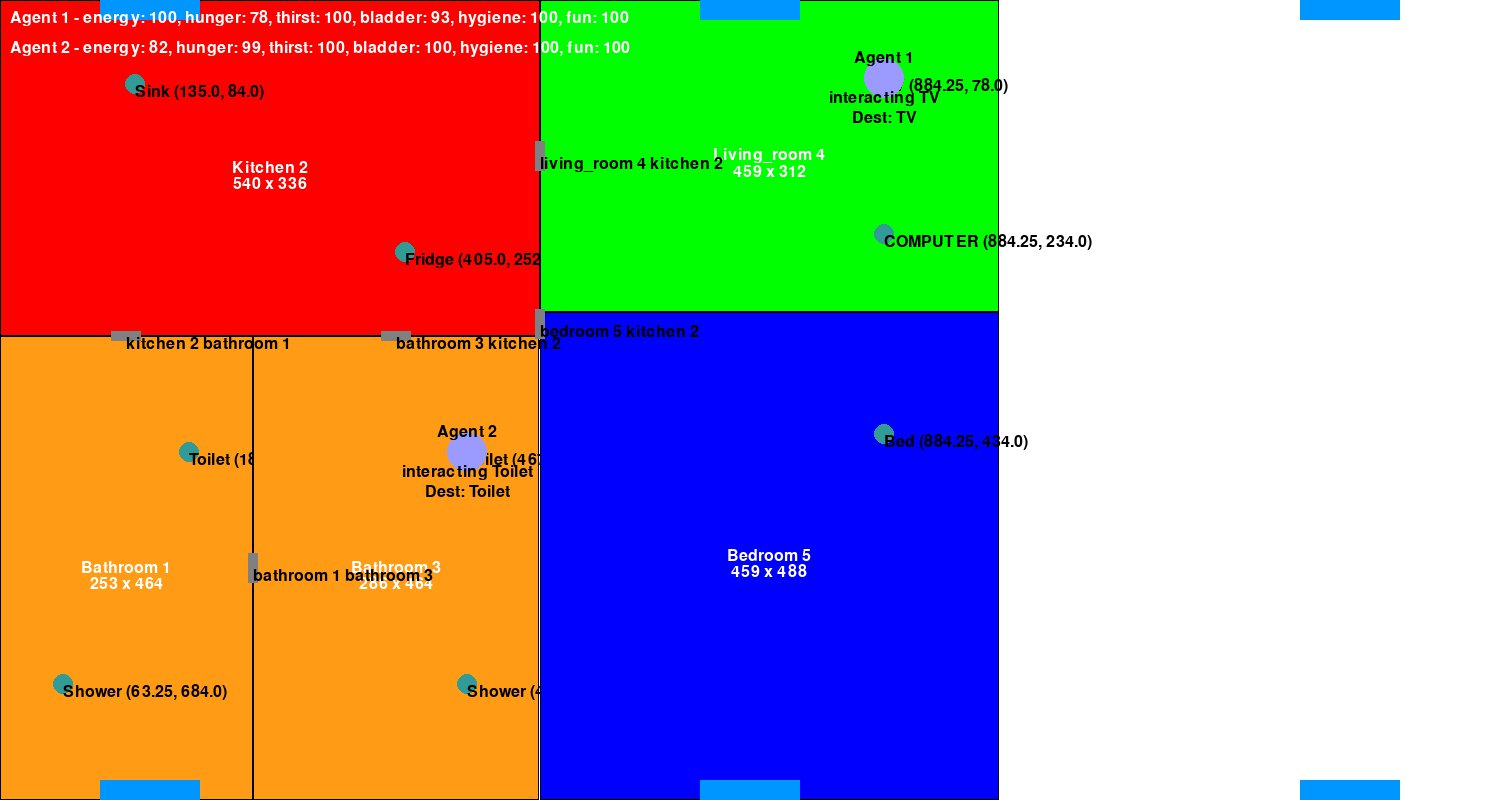 Agent 1 - energy: 100, hunger: 78, thirst: 100, bladder: 93, hygiene: 100, fun: 100
Agent 2 - energy: 82, hunger: 99, thirst: 100, bladder: 100, hygiene: 100, fun: 100
Agent 1
(884.25, 78.0)
interacting TV
Dest: TV
Sink (135.0, 84.0)
Kitchen 2
540 x 336
living_room 4 kitchen 2
Living_room 4
459 x 312
COMPUTER (884.25, 234.0)
Fridge (405.0, 252
bedroom 5 kitchen 2
kitchen 2 bathroom 1
bathroom 3 kitchen 2
Agent 2
interacting Toilet
Dest: Toilet
Toilet (18
ilet (467
Bed (884.25, 434.0)
Bathroom 1
253 x 464
bathroom 1 bathroom 3
Bathroom 3
286 x 464
Bedroom 5
459 x 488
Shower (63.25, 684.0)
Shower (4